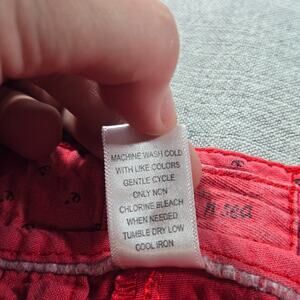 MACHINE WASH COLD
WITH LIKE COLORS
GENTLE CYCLE
ONLY NON
CHLORINE BLEACH
WHEN NEEDED
TUMBLE DRY LOW
COOL IRON
sea